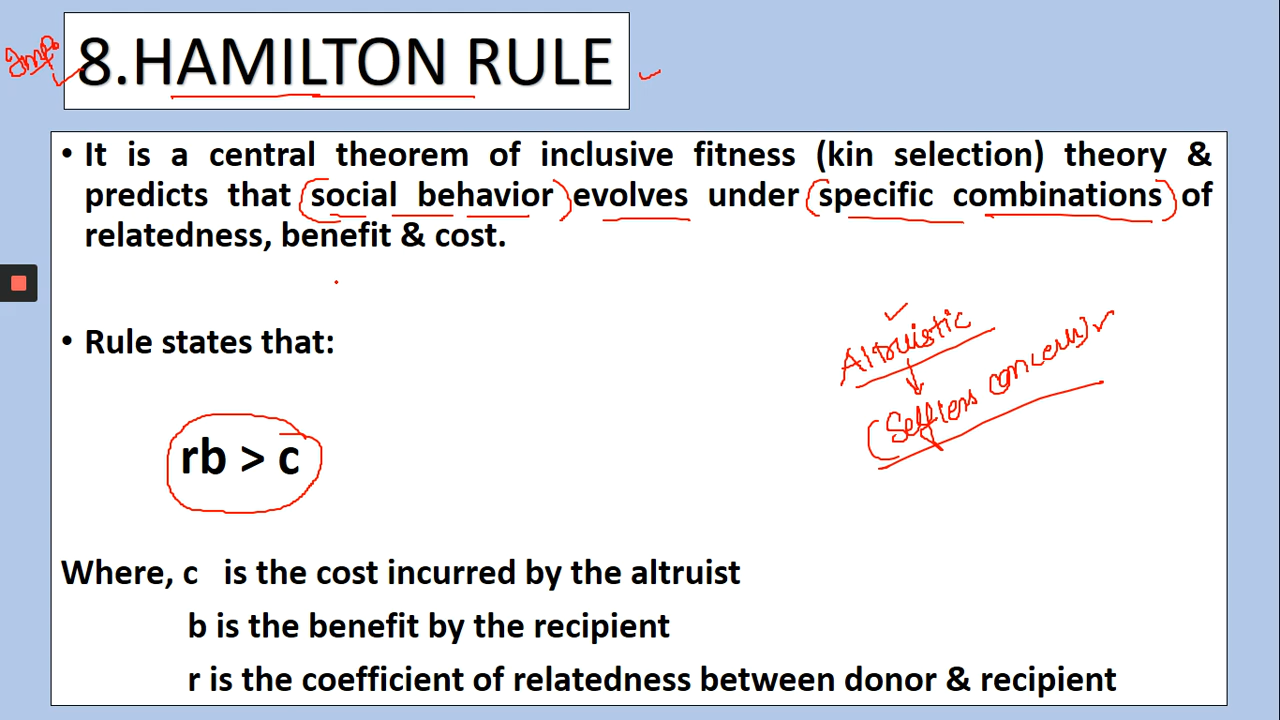 Imp.
8.HAMILTON RULE
• It is a central theorem of inclusive fitness (kin selection) theory &
predicts that social behavior evolves under specific combinations of
relatedness, benefit & cost.
• Rule states that:
Altruistic
(Selfless concern)
rb > c
Where, c is the cost incurred by the altruist
b is the benefit by the recipient
r is the coefficient of relatedness between donor & recipient